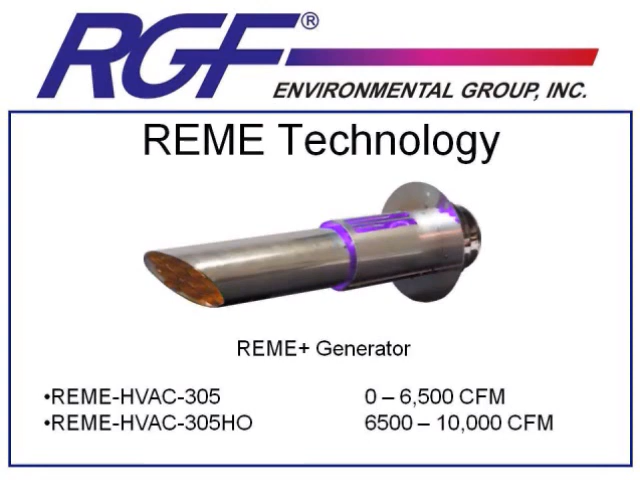 RGF®
ENVIRONMENTAL GROUP, INC.
REME Technology
REME+ Generator
•REME-HVAC-305 0 – 6,500 CFM
•REME-HVAC-305HO 6500 – 10,000 CFM